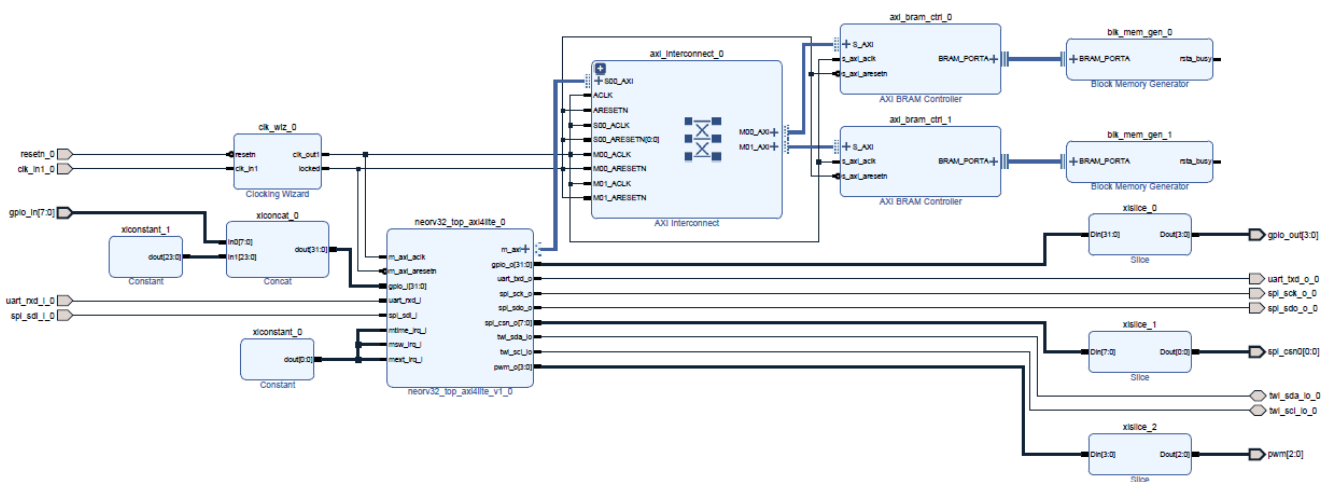 resetn_0
clk_in1_0
gpio_in[7:0]
uart_rxd_i_0
spi_sdi_i_0
clk_wiz_0
resetn
clk_in1
clk_out1
locked
Clocking Wizard
xlconstant_1
dout[23:0]
Constant
xlconcat_0
In0[7:0]
In1[23:0]
dout[31:0]
Concat
xlconstant_0
dout[0:0]
Constant
neorv32_top_axi4lite_0
m_axi_aclk
m_axi_aresetn
gpio_i[31:0]
uart_rxd_i
spi_sdi_i
mtime_irq_i
msw_irq_i
mext_irq_i
m_axi
gpio_o[31:0]
uart_txd_o
spi_sck_o
spi_sdo_o
spi_csn_o[7:0]
twi_sda_io
twi_scl_io
pwm_o[3:0]
neorv32_top_axi4lite_v1_0
axi_interconnect_0
S00_AXI
ACLK
ARESETN
S00_ACLK
S00_ARESETN[0:0]
M00_ACLK
M00_ARESETN
M01_ACLK
M01_ARESETN
M00_AXI
M01_AXI
AXI Interconnect
axi_bram_ctrl_0
S_AXI
s_axi_aclk
s_axi_aresetn
BRAM_PORTA
AXI BRAM Controller
blk_mem_gen_0
BRAM_PORTA
rsta_busy
Block Memory Generator
axi_bram_ctrl_1
S_AXI
s_axi_aclk
s_axi_aresetn
BRAM_PORTA
AXI BRAM Controller
blk_mem_gen_1
BRAM_PORTA
rsta_busy
Block Memory Generator
xlslice_0
Din[31:0]
Dout[3:0]
Slice
xlslice_1
Din[7:0]
Dout[0:0]
Slice
xlslice_2
Din[3:0]
Dout[2:0]
Slice
gpio_out[3:0]
uart_txd_o_0
spi_sck_o_0
spi_sdo_o_0
spi_csn0[0:0]
twi_sda_io_0
twi_scl_io_0
pwm[2:0]